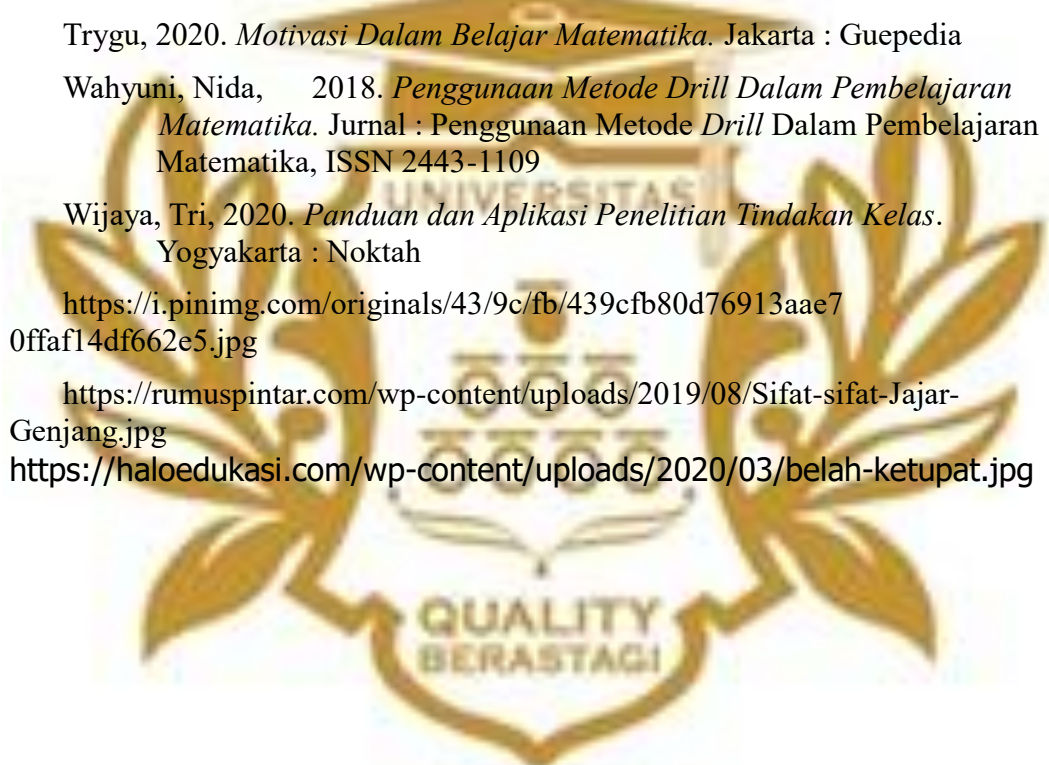 Trygu, 2020. Motivasi Dalam Belajar Matematika. Jakarta : Guepedia
Wahyuni, Nida, 2018. Penggunaan Metode Drill Dalam Pembelajaran
Matematika. Jurnal : Penggunaan Metode Drill Dalam Pembelajaran
Matematika, ISSN 2443-1109
UNIVERSITAS
Wijaya, Tri, 2020. Panduan dan Aplikasi Penelitian Tindakan Kelas.
Yogyakarta : Noktah
https://i.pinimg.com/originals/43/9c/fb/439cfb80d76913aae7
0ffaf14df662e5.jpg
https://rumuspintar.com/wp-content/uploads/2019/08/Sifat-sifat-Jajar-
Genjang.jpg
https://haloedukasi.com/wp-content/uploads/2020/03/belah-ketupat.jpg
QUALITY
BERASTAGI